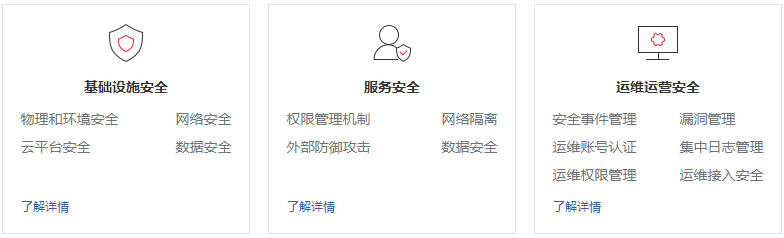 基础设施安全
物理和环境安全 网络安全
云平台安全 数据安全
了解详情
服务安全
权限管理机制 网络隔离
外部防御攻击 数据安全
了解详情
运维运营安全
安全事件管理 漏洞管理
运维账号认证 集中日志管理
运维权限管理 运维接入安全
了解详情